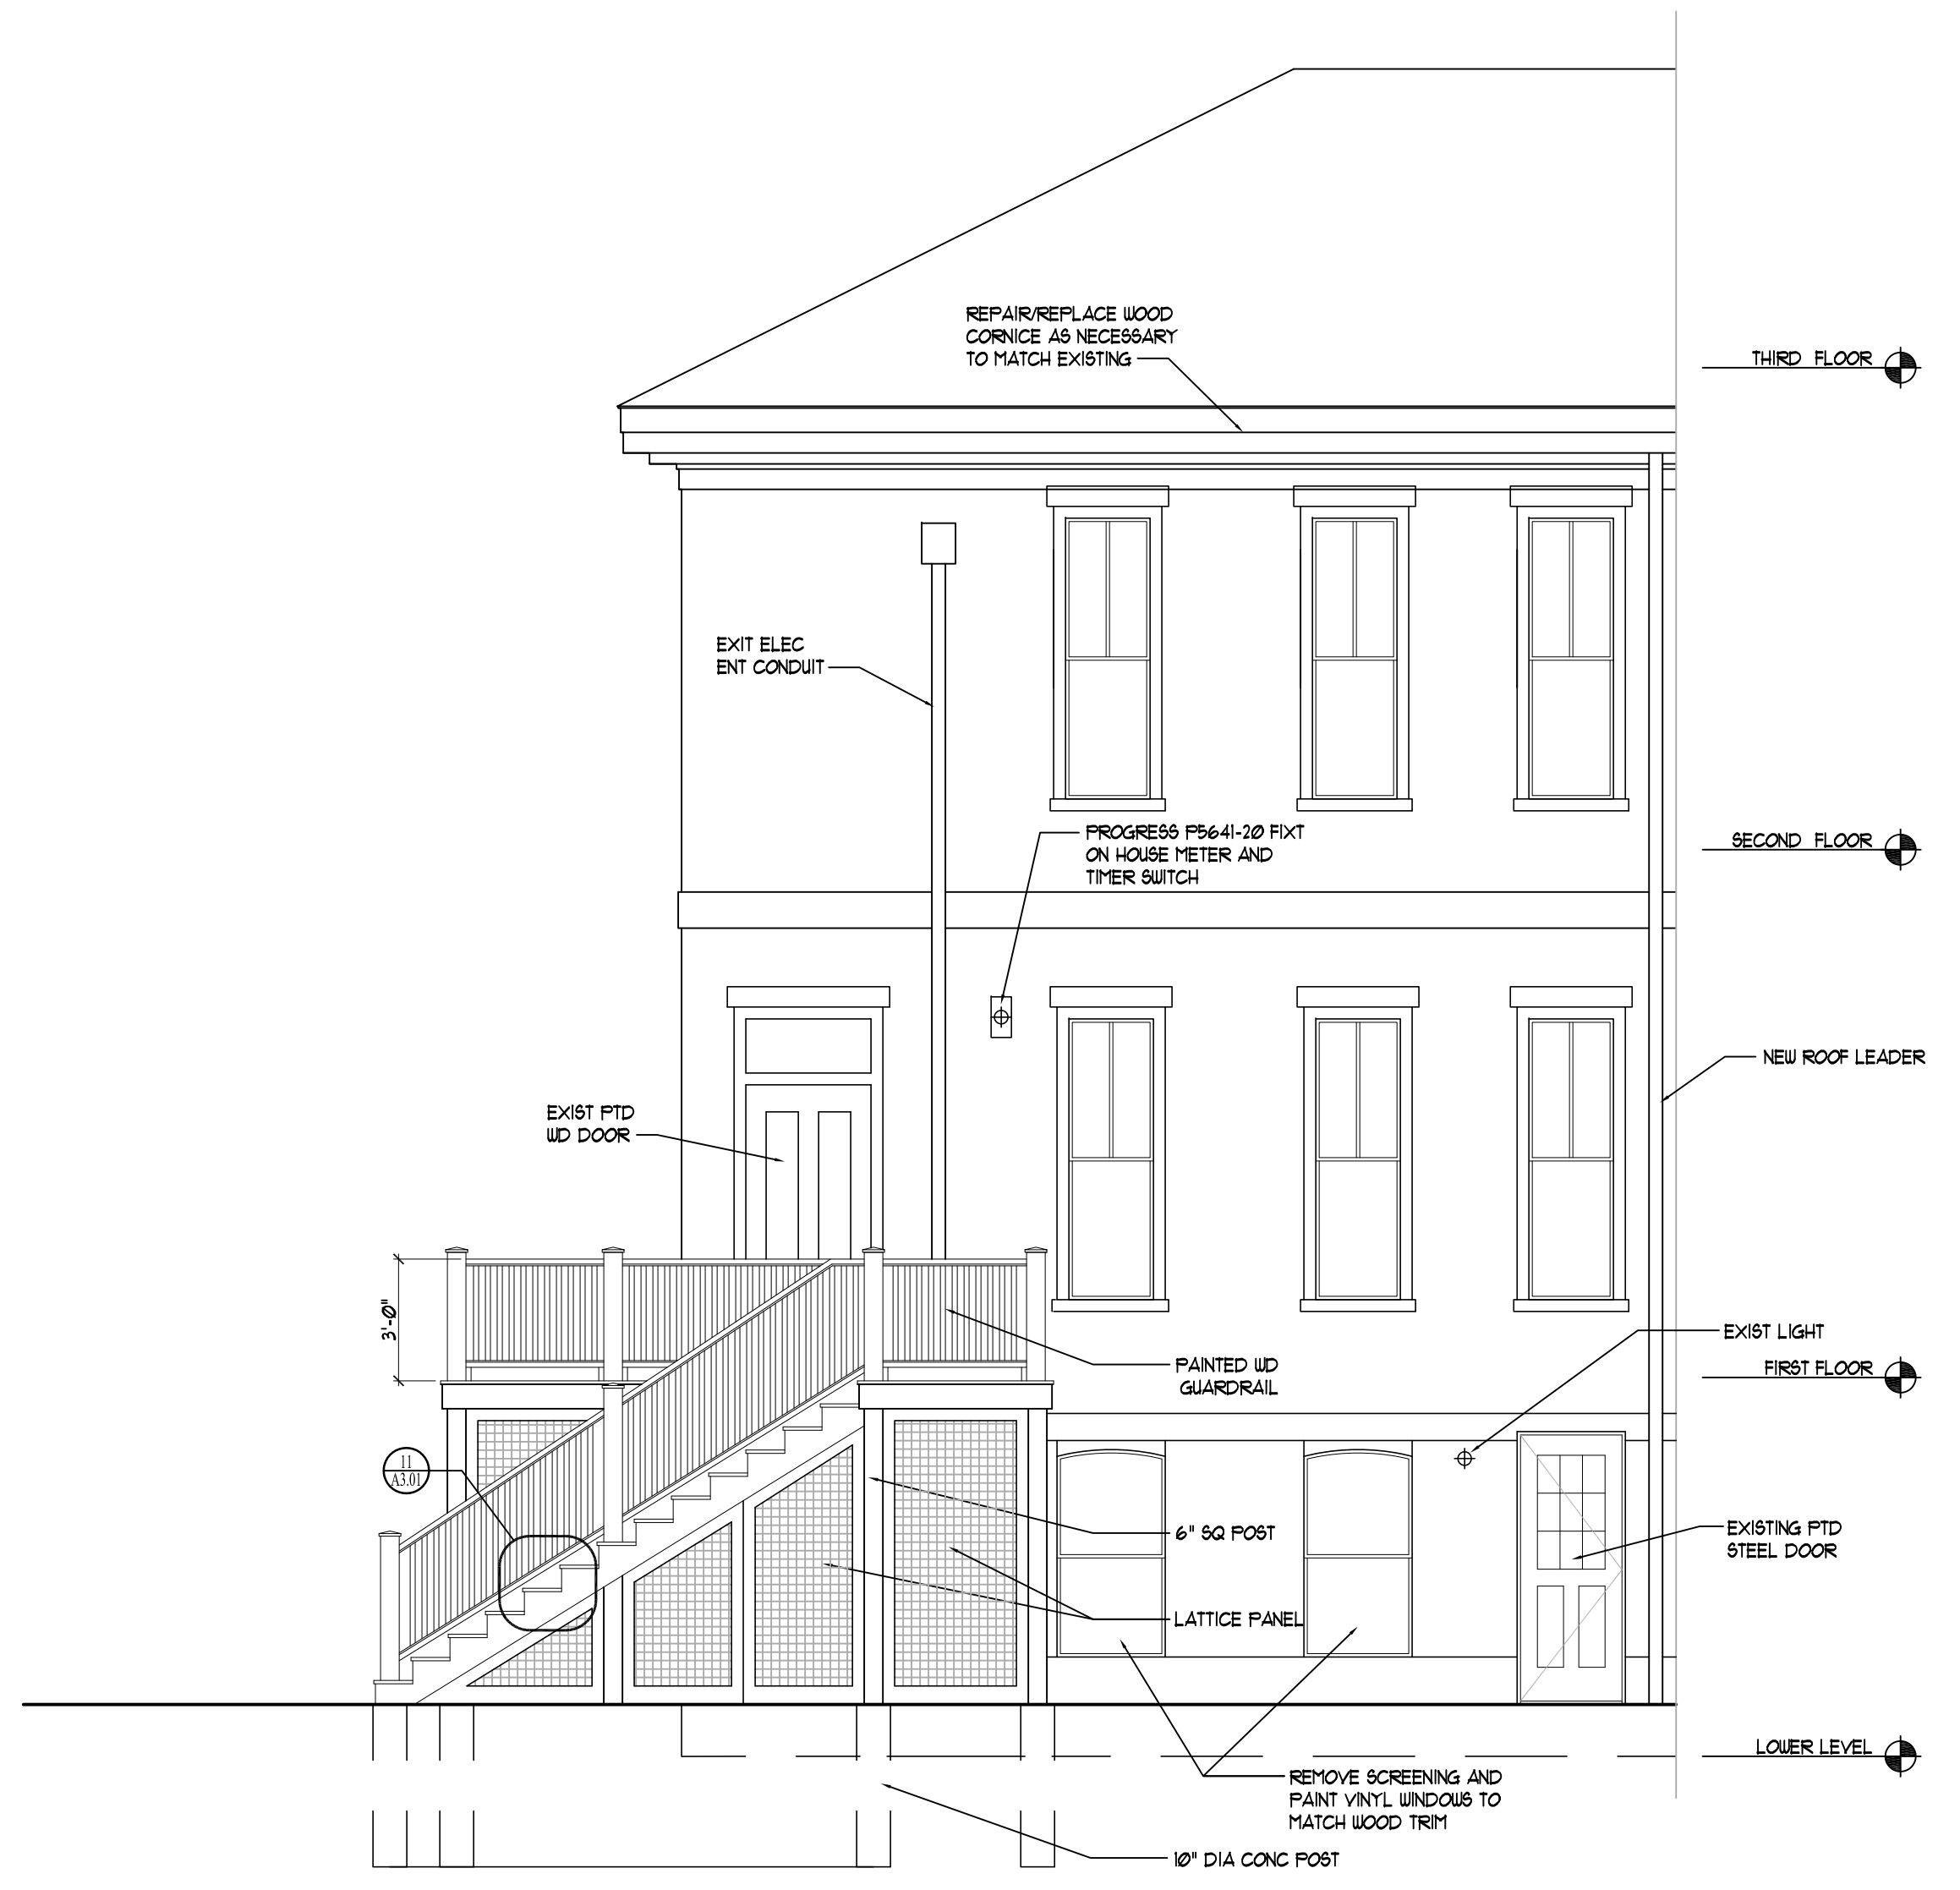 REPAIR/REPLACE WOOD
CORNICE AS NECESSARY
TO MATCH EXISTING
THIRD FLOOR
EXIT ELEC
ENT CONDUIT
PROGRESS P5641-20 FIXT
ON HOUSE METER AND
TIMER SWITCH
SECOND FLOOR
NEW ROOF LEADER
EXIST PTD
WD DOOR
3'-0"
EXIST LIGHT
PAINTED WD
GUARDRAIL
FIRST FLOOR
11
A3.01
6" SQ POST
EXISTING PTD
STEEL DOOR
LATTICE PANEL
LOWER LEVEL
REMOVE SCREENING AND
PAINT VINYL WINDOWS TO
MATCH WOOD TRIM
10" DIA CONC POST